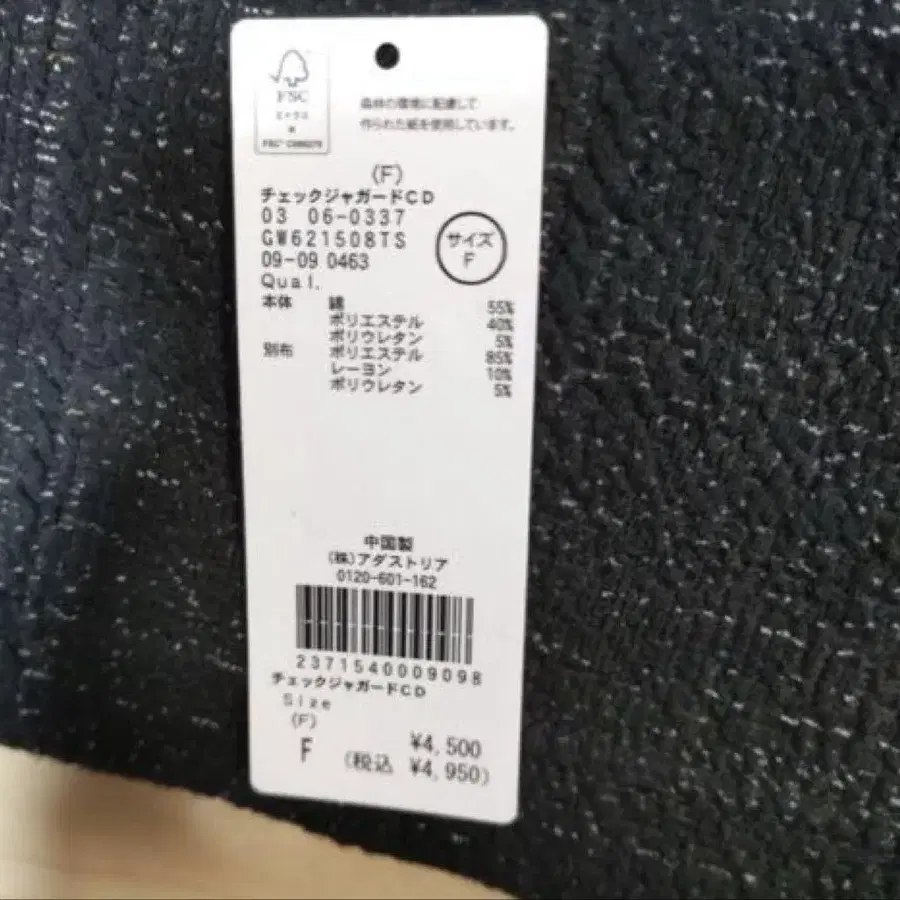 FSC
ミックス
森林の環境に配慮して
作られた紙を使用しています。
(F)
チェックジャガードCD
03 06-0337
GW621508TS
09-09 0463
サイズ
F
Qual.
本体 綿 55%
ポリエステル 40%
ポリウレタン 5%
別布 ポリエステル 85%
レーヨン 10%
ポリウレタン 5%
中国製
(株)アダストリア
0120-601-162
2371540009098
チェックジャガードCD
Size
(F)
F ¥4,500
(税込 ¥4,950)